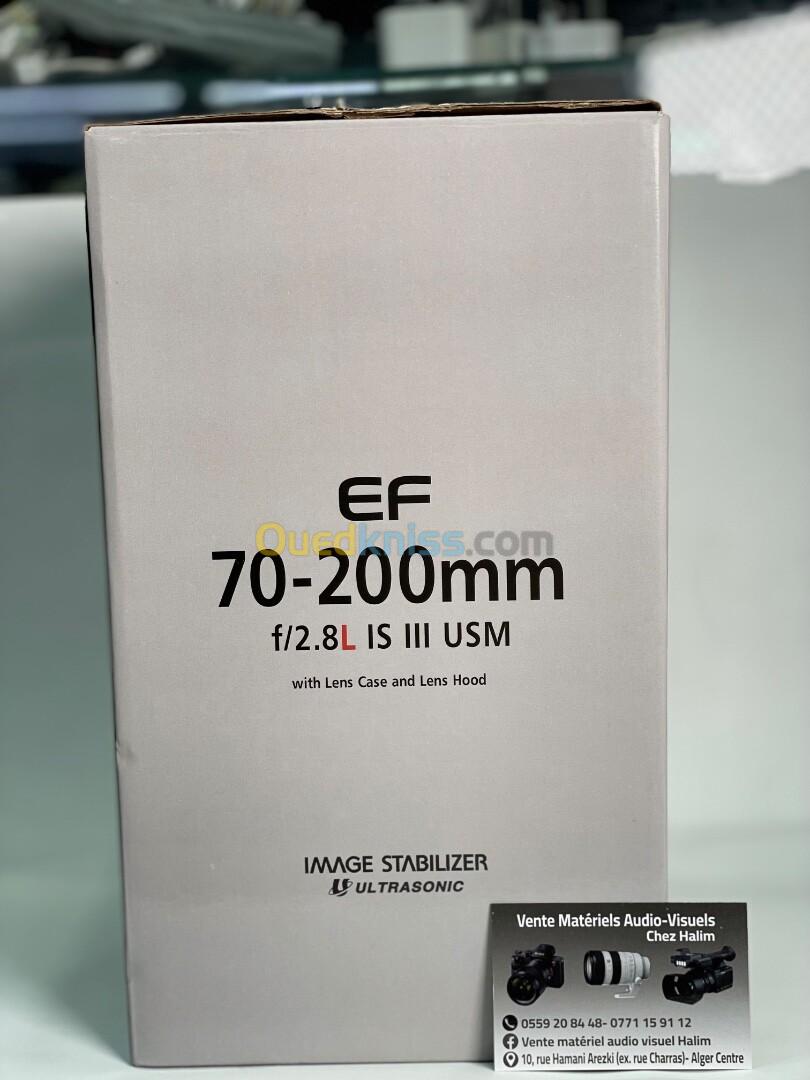 EF
Ouedkniss.com
70-200mm
f/2.8L IS III USM
with Lens Case and Lens Hood
IMAGE STABILIZER
ULTRASONIC
Vente Matériels Audio-Visuels
Chez Halim
0559 20 84 48- 0771 15 91 12
Vente matériel audio visuel Halim
10, rue Hamani Arezki (ex. rue Charras)- Alger Centre